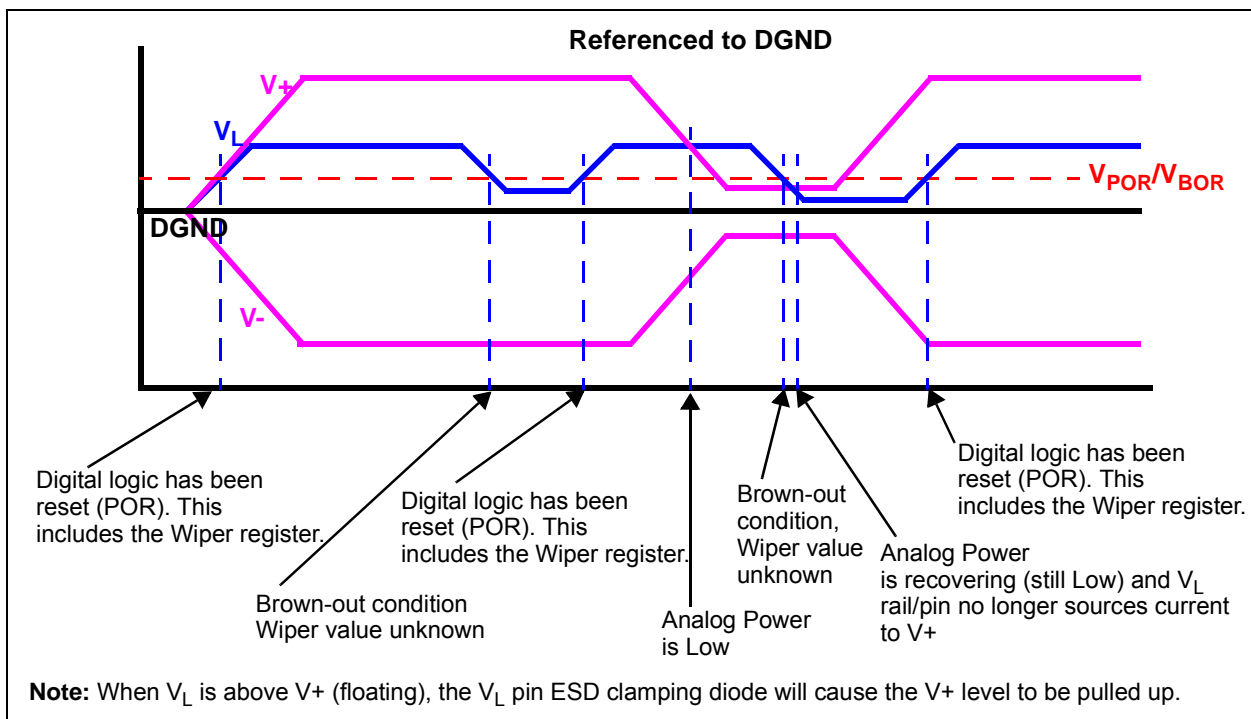 Referenced to DGND
V+
VL
VPOR/VBOR
DGND
V-
Digital logic has been
reset (POR). This
includes the Wiper register.
Brown-out condition
Wiper value unknown
Digital logic has been
reset (POR). This
includes the Wiper register.
Analog Power
is Low
Brown-out
condition,
Wiper value
unknown
Analog Power
is recovering (still Low) and VL
rail/pin no longer sources current
to V+
Digital logic has been
reset (POR). This
includes the Wiper register.
Note: When VL is above V+ (floating), the VL pin ESD clamping diode will cause the V+ level to be pulled up.